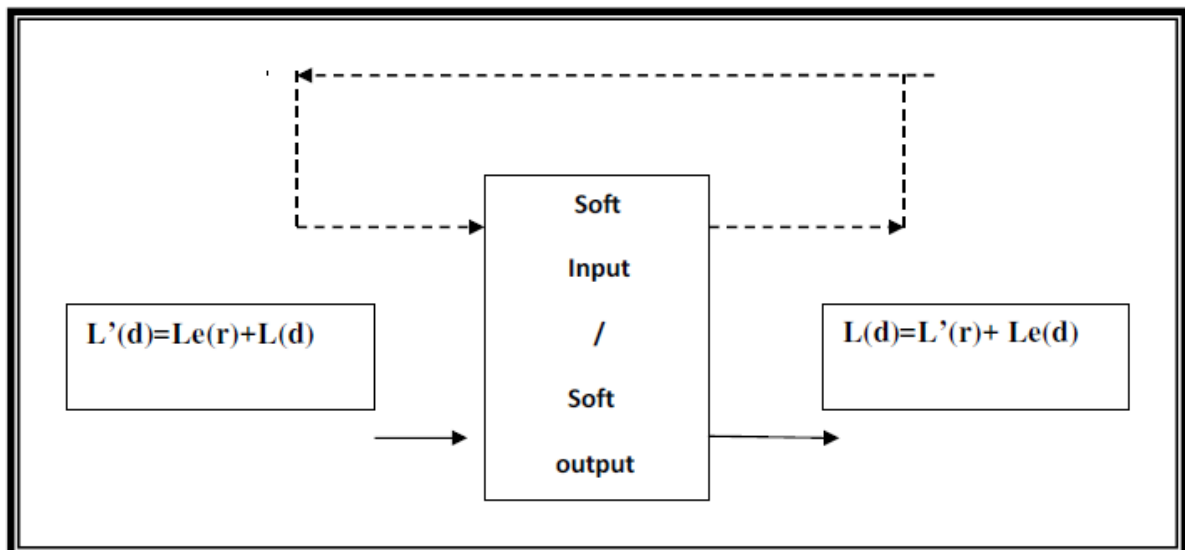 Soft
Input
/
Soft
output
L’(d)=Le(r)+L(d)
L(d)=L’(r)+ Le(d)